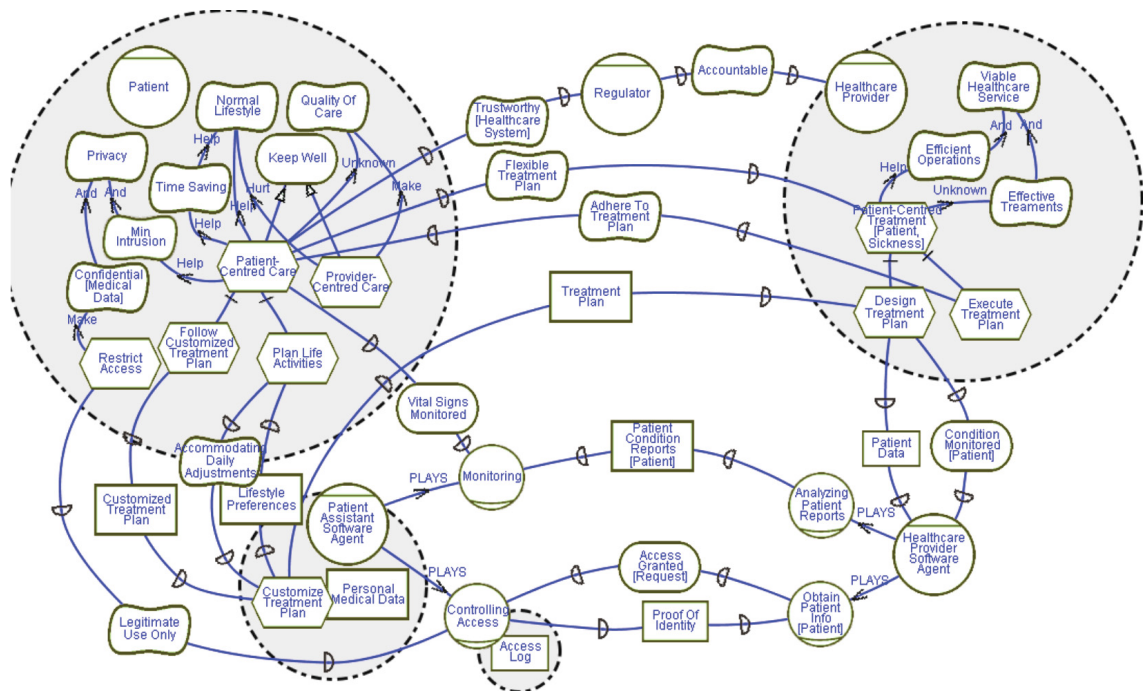 Patient
Normal
Lifestyle
Quality Of
Care
Keep Well
Privacy
Help
Unknown
Time Saving
Hurt
And
And
Make
Help
Min
Intrusion
Help
Help
Confidential
[Medical
Data]
Patient-
Centred Care
Provider-
Centred Care
Make
Restrict
Access
Follow
Customized
Treatment
Plan
Plan Life
Activities
Trustworthy
[Healthcare
System]
Regulator
Accountable
Healthcare
Provider
Flexible
Treatment
Plan
Adhere To
Treatment
Plan
Treatment
Plan
Viable
Healthcare
Service
And
And
Efficient
Operations
Help
Unknown
Effective
Treaments
Patient-Centred
Treatment
[Patient,
Sickness]
Design
Treatment
Plan
Execute
Treatment
Plan
Vital Signs
Monitored
Accommodating
Daily
Adjustments
Customized
Treatment
Plan
Lifestyle
Preferences
Patient
Assistant
Software
Agent
PLAYS
Monitoring
Patient
Condition
Reports
[Patient]
Analyzing
Patient
Reports
Patient
Data
Condition
Monitored
[Patient]
PLAYS
Healthcare
Provider
Software
Agent
PLAYS
PLAYS
Customize
Treatment
Plan
Personal
Medical Data
Controlling
Access
Access
Granted
[Request]
Proof Of
Identity
Obtain
Patient
Info
[Patient]
Legitimate
Use Only
Access
Log